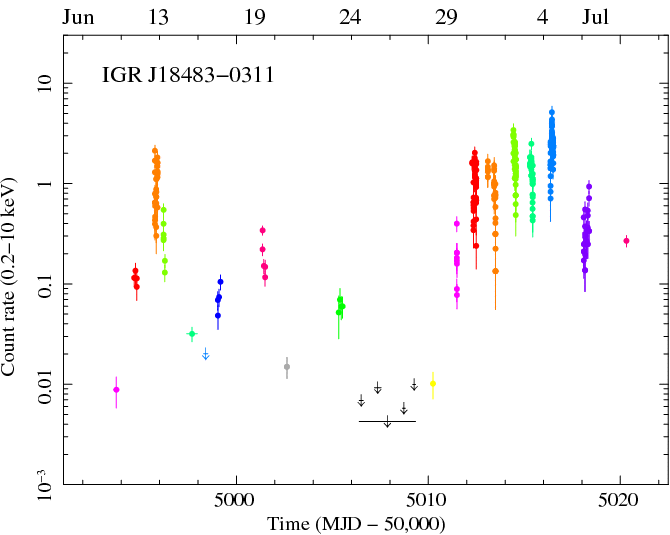 Jun 13 19 24 29 4 Jul
IGR J18483−0311
10
1
0.1
0.01
10⁻³
Count rate (0.2−10 keV)
5000 5010 5020
Time (MJD − 50,000)